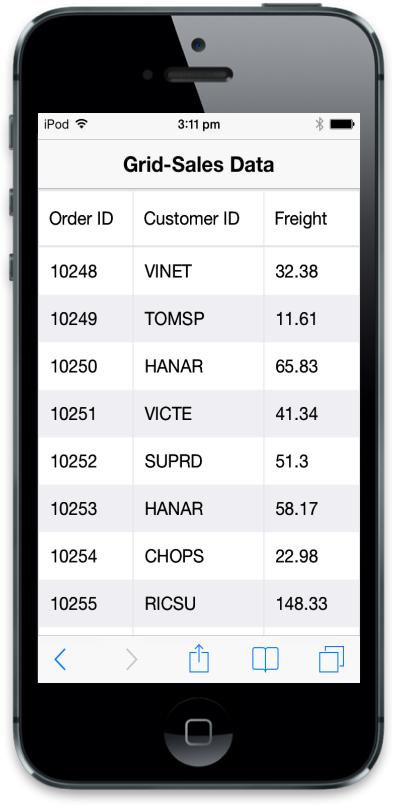 iPod 3:11 pm
Grid-Sales Data
Order ID Customer ID Freight
10248 VINET 32.38
10249 TOMSP 11.61
10250 HANAR 65.83
10251 VICTE 41.34
10252 SUPRD 51.3
10253 HANAR 58.17
10254 CHOPS 22.98
10255 RICSU 148.33